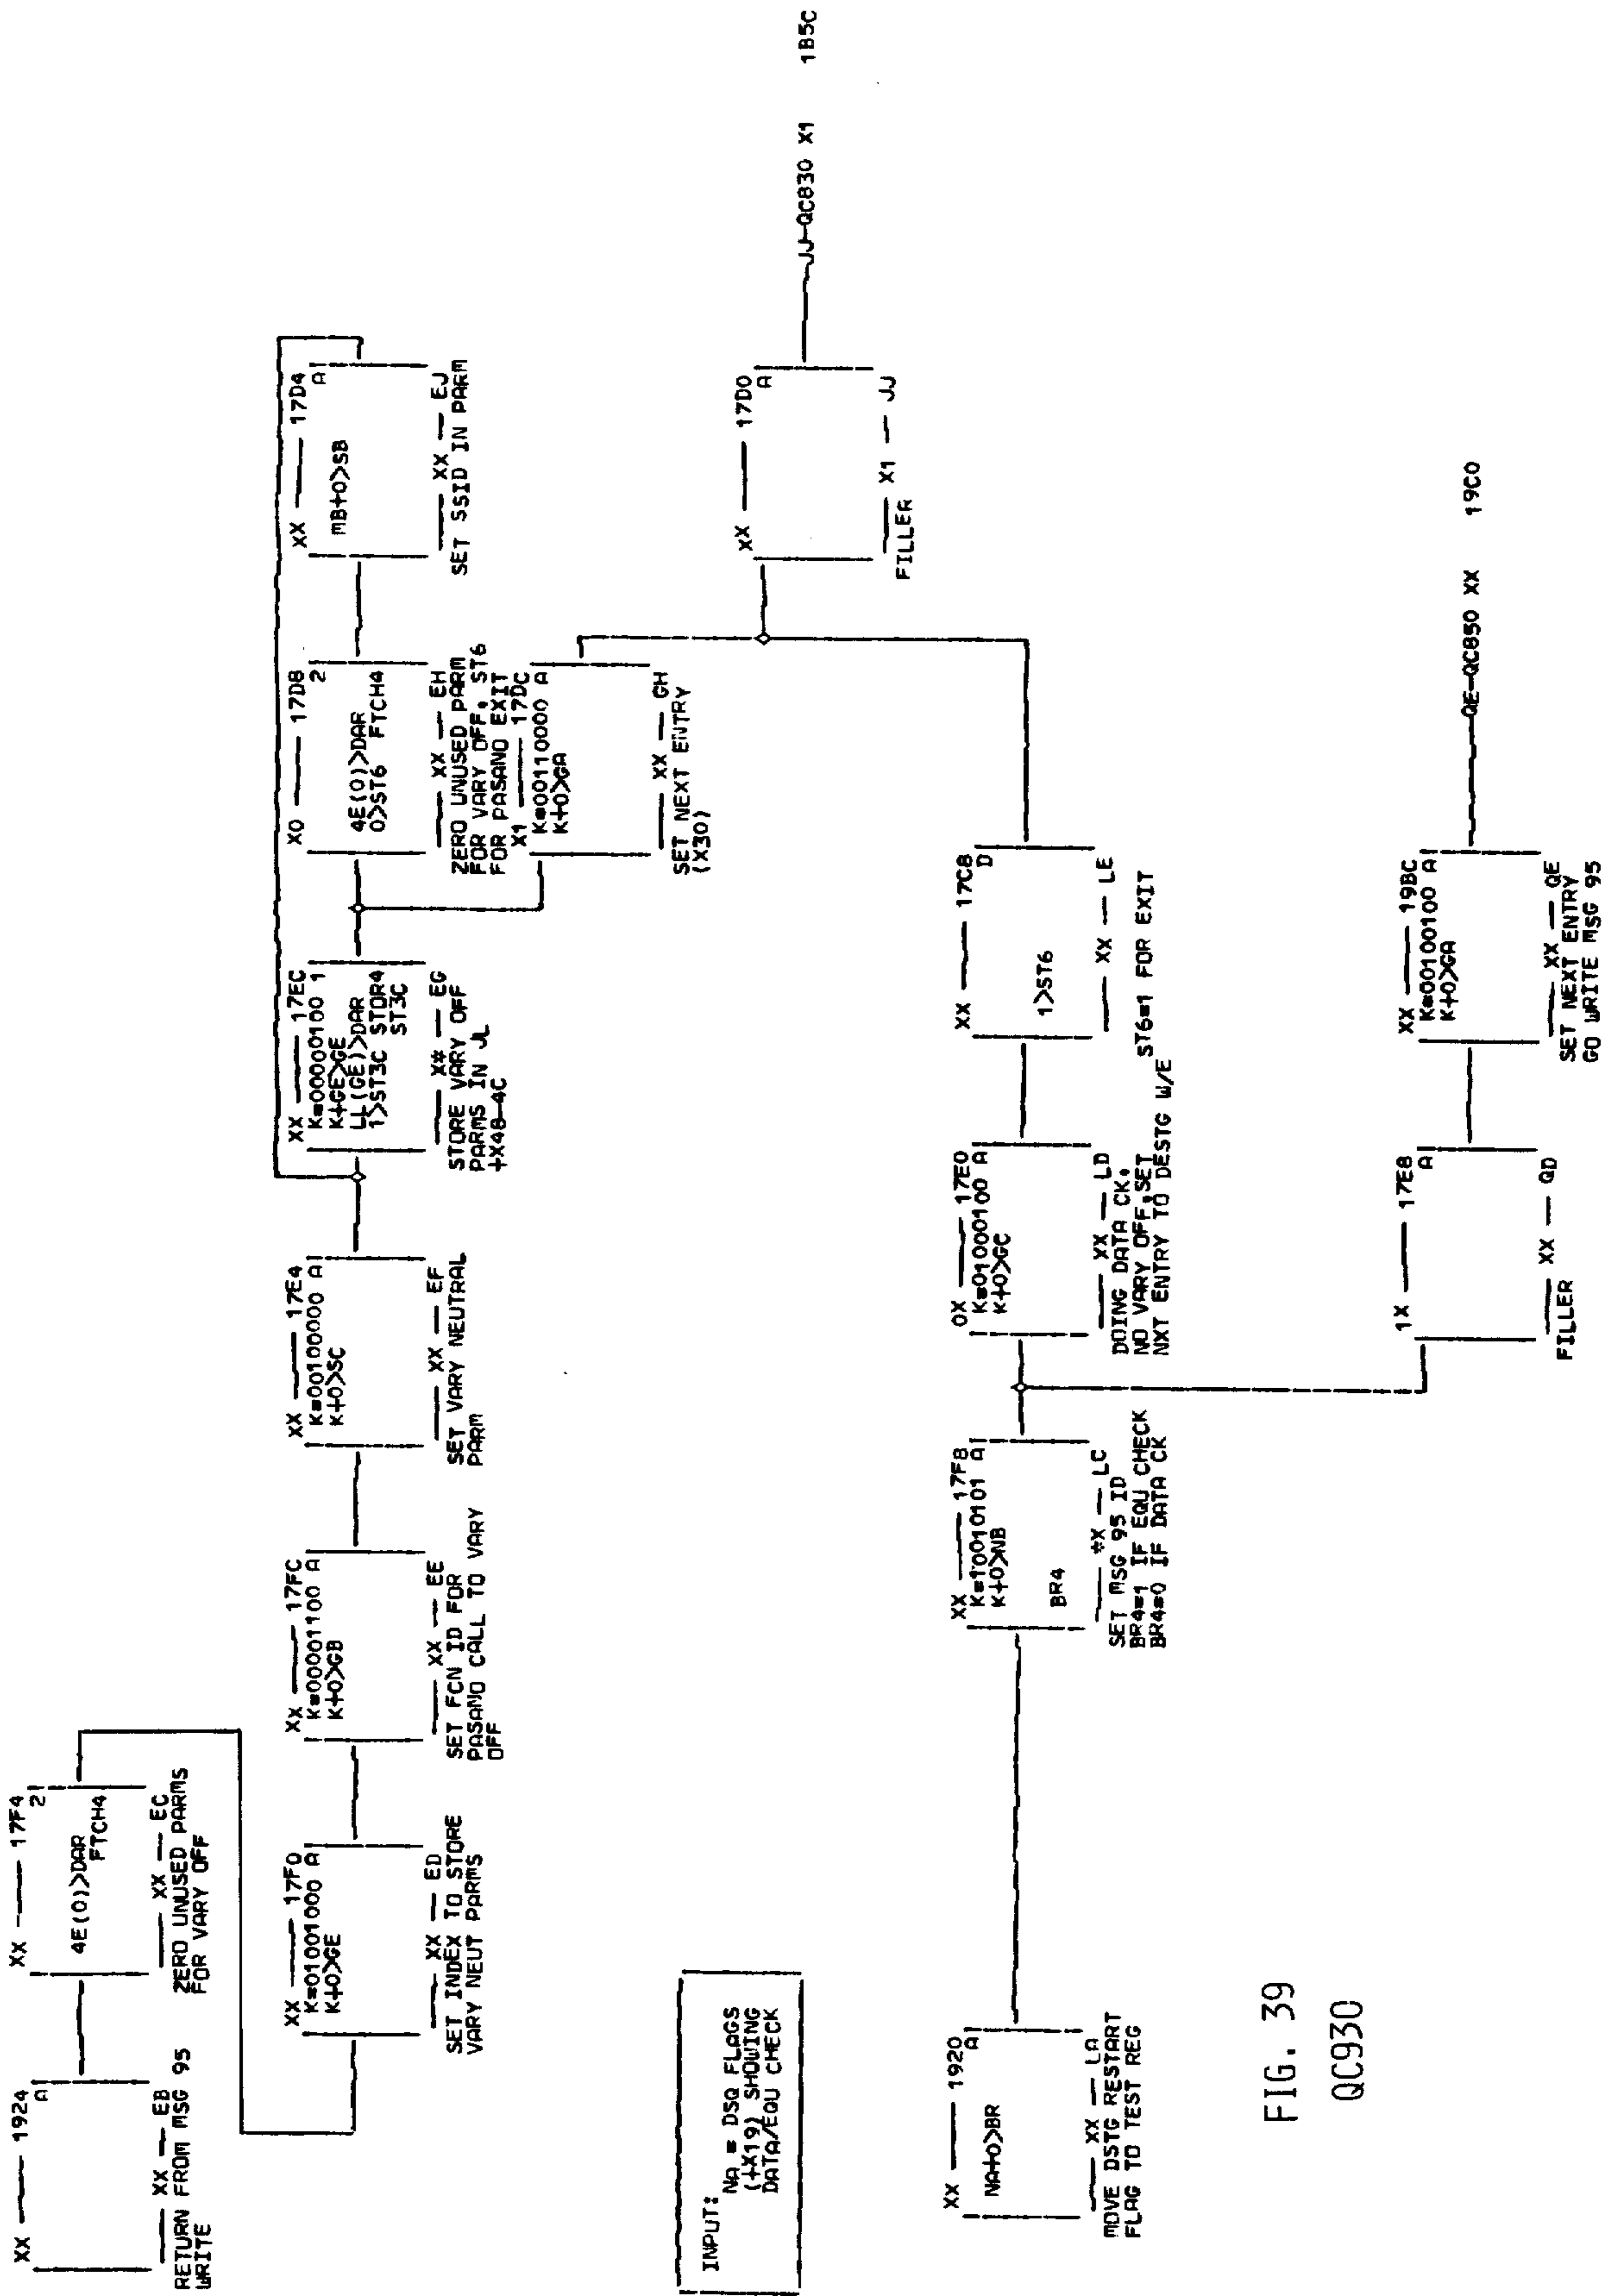 XX —— 1924
A
—— XX — EB
RETURN FROM MSG 95
WRITE
XX —— 17F4
2
4E(0)>DAR
FTCH4
—— XX — EC
ZERO UNUSED PARMS
FOR VARY OFF
XX —— 17F0
K=01001000 A
K+0>GE
—— XX — ED
SET INDEX TO STORE
VARY NEUT PARMS
XX —— 17FC
K=00001100 A
K+0>GB
—— XX — EE
SET FCN ID FOR
PASANO CALL TO VARY
OFF
XX —— 17E4
K=00100000 A
K+0>SC
—— XX — EF
SET VARY NEUTRAL
PARM
XX —— 17EC
K=00000100 1
K+GE>GE
LL(GE)>DAR
1>ST3C STOR4
ST3C
—— X* — EG
STORE VARY OFF
PARMS IN JL
+X48-4C
X0 —— 17D8
2
4E(0)>DAR
0>ST6 FTCH4
—— XX — EH
ZERO UNUSED PARM
FOR VARY OFF, ST6
FOR PASANO EXIT
XX —— 17D4
A
MB+0>SB
—— XX — EJ
SET SSID IN PARM
X1 —— 17DC
K=00110000 A
K+0>GA
—— XX — GH
SET NEXT ENTRY
(X30)
XX —— 17D0
A
—— X1 — JJ
FILLER
JJ-QC830 X1 1B5C
INPUT:
NA = DSQ FLAGS
(+X19) SHOWING
DATA/EQU CHECK
XX —— 1920
A
NA+0>BR
—— XX — LA
MOVE DSTG RESTART
FLAG TO TEST REG
XX —— 17F8
K=10010101 A
K+0>NB
BR4
—— *X — LC
SET MSG 95 ID
BR4=1 IF EQU CHECK
BR4=0 IF DATA CK
0X —— 17E0
K=01000100 A
K+0>GC
—— XX — LD
DOING DATA CK.
NO VARY OFF,SET
NXT ENTRY TO DESTG W/E
XX —— 17C8
D
1>ST6
—— XX — LE
ST6=1 FOR EXIT
1X —— 17E8
A
—— XX — QD
FILLER
XX —— 19BC
K=00100100 A
K+0>GA
—— XX — QE
SET NEXT ENTRY
GO WRITE MSG 95
QE-QC850 XX 19C0
FIG. 39
QC930